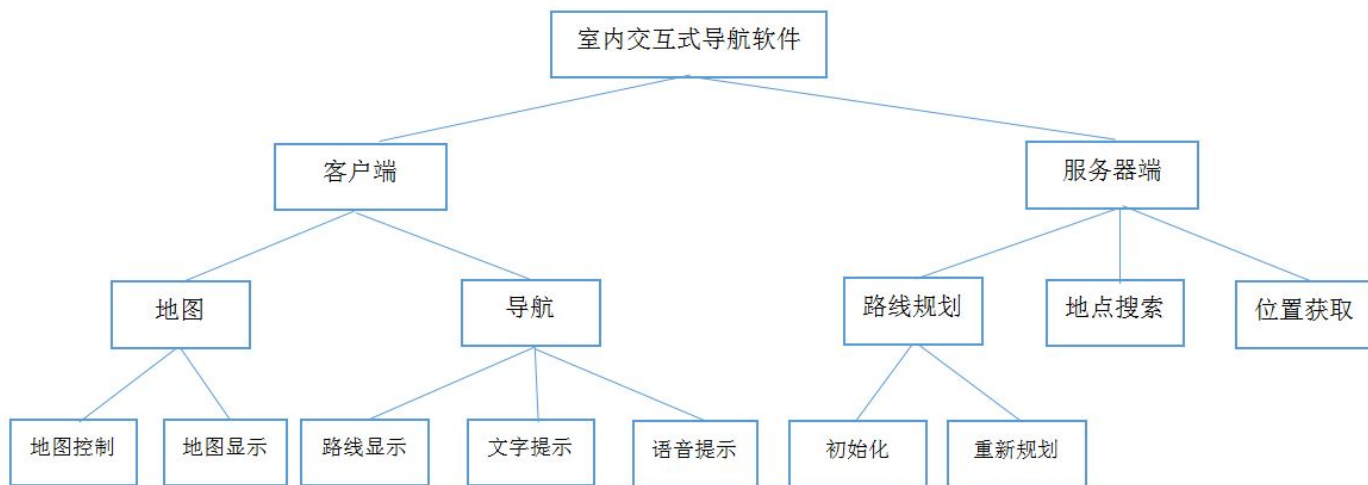 室内交互式导航软件
客户端
服务器端
地图
导航
路线规划
地点搜索
位置获取
地图控制
地图显示
路线显示
文字提示
语音提示
初始化
重新规划